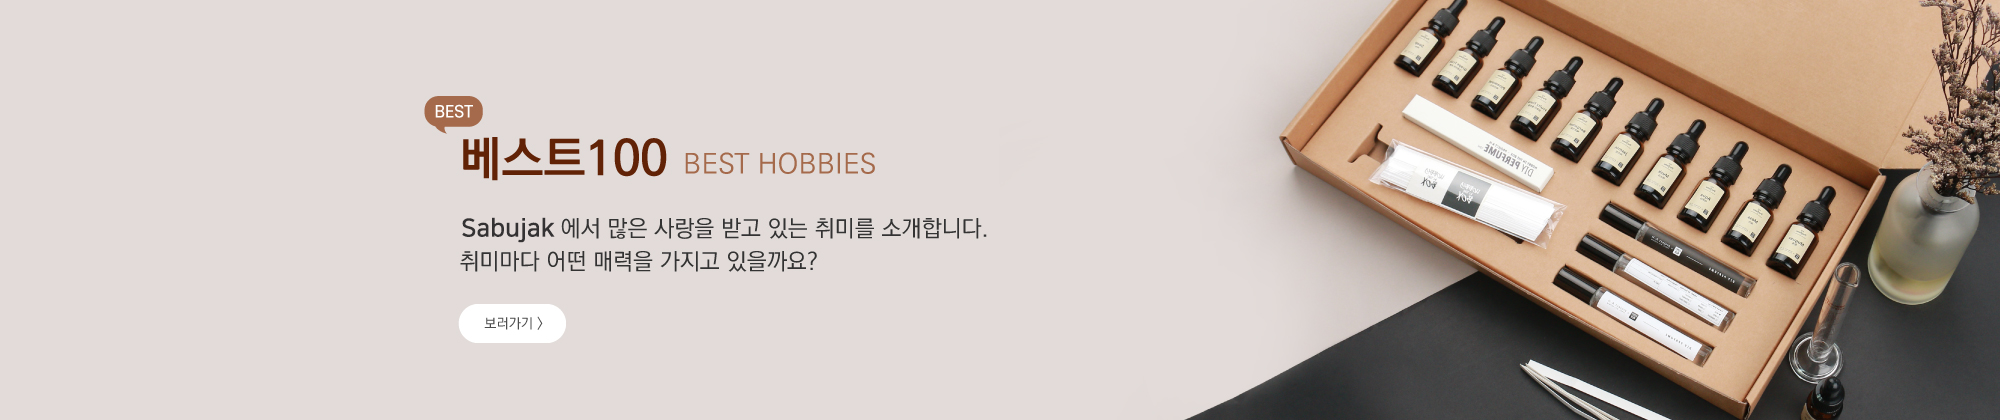 BEST
베스트100 BEST HOBBIES
Sabujak 에서 많은 사랑을 받고 있는 취미를 소개합니다.
취미마다 어떤 매력을 가지고 있을까요?
보러가기 〉
DIY PERFUME